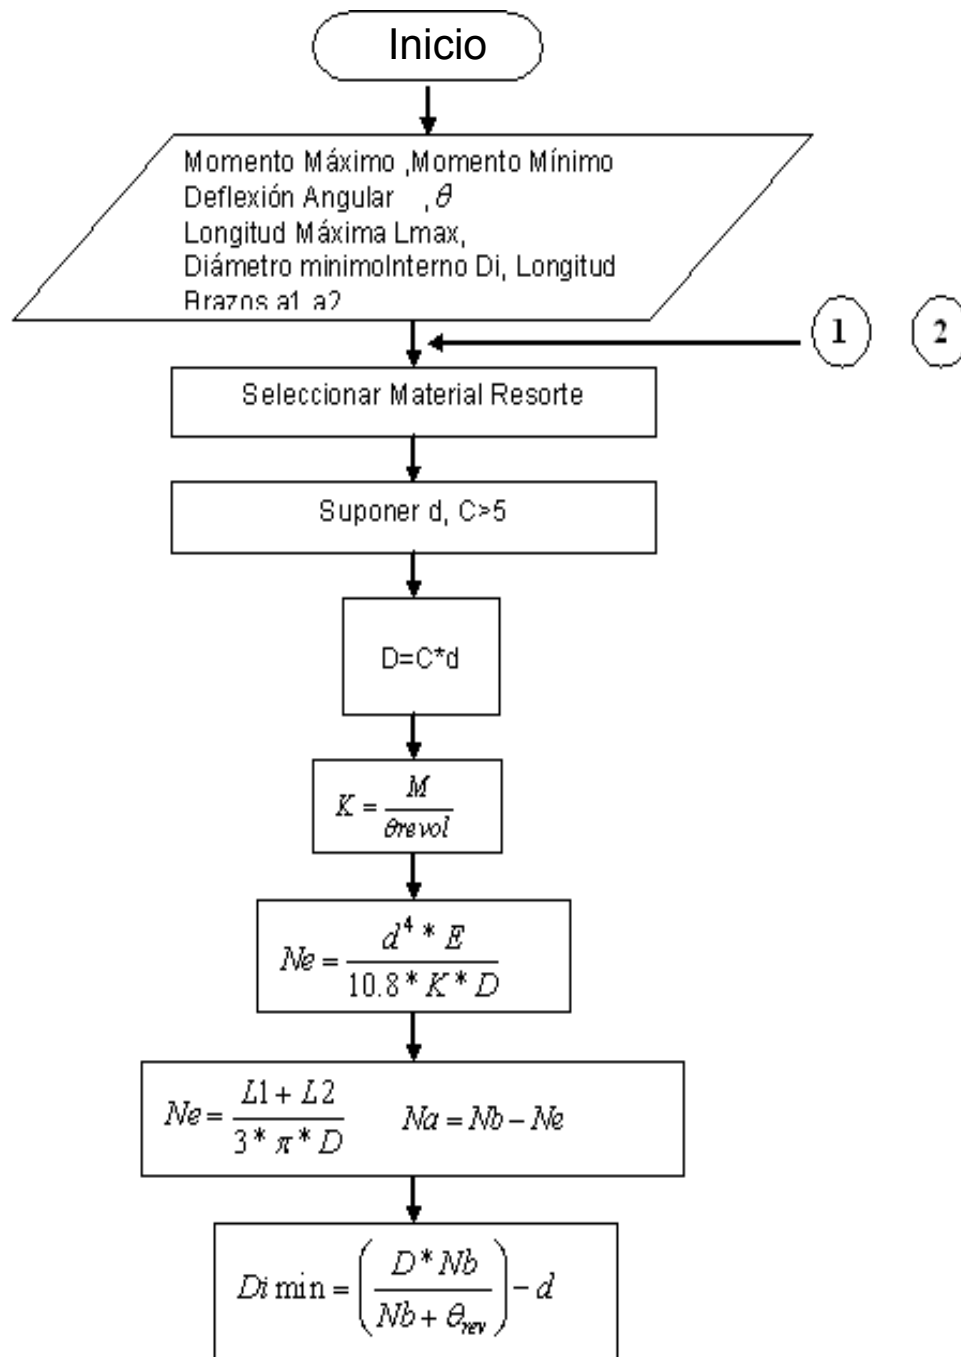 Inicio
Momento Máximo ,Momento Mínimo
Deflexión Angular ,θ
Longitud Máxima Lmax,
Diámetro minimoInterno Di, Longitud
Brazos a1 a2
1 2
Seleccionar Material Resorte
Suponer d, C>5
D=C*d
K = M / θrevol
Ne = d⁴ * E / 10.8 * K * D
Ne = L1 + L2 / 3 * π * D Na = Nb − Ne
Di min = (D * Nb / Nb + θrev) − d